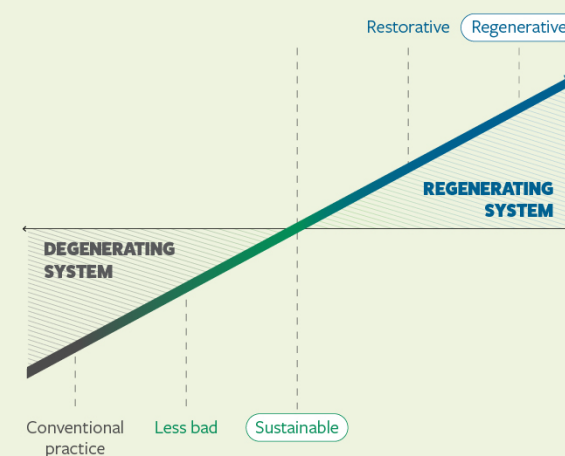 Restorative
Regenerative
REGENERATING
SYSTEM
DEGENERATING
SYSTEM
Conventional
practice
Less bad
Sustainable